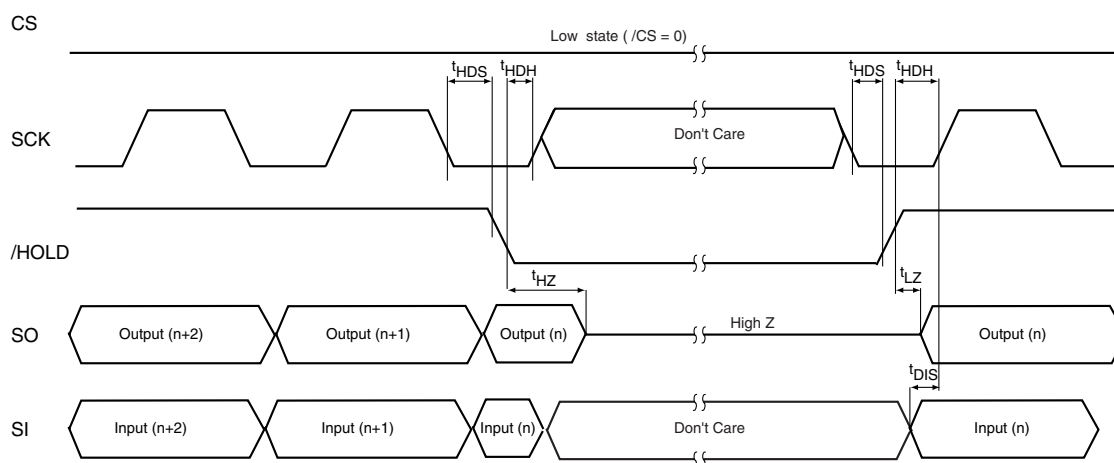 CS
Low state ( /CS = 0)
tHDS tHDH tHDS tHDH
SCK
Don't Care
/HOLD
tHZ tLZ
SO
Output (n+2) Output (n+1) Output (n) High Z Output (n)
tDIS
SI
Input (n+2) Input (n+1) Input (n) Don't Care Input (n)